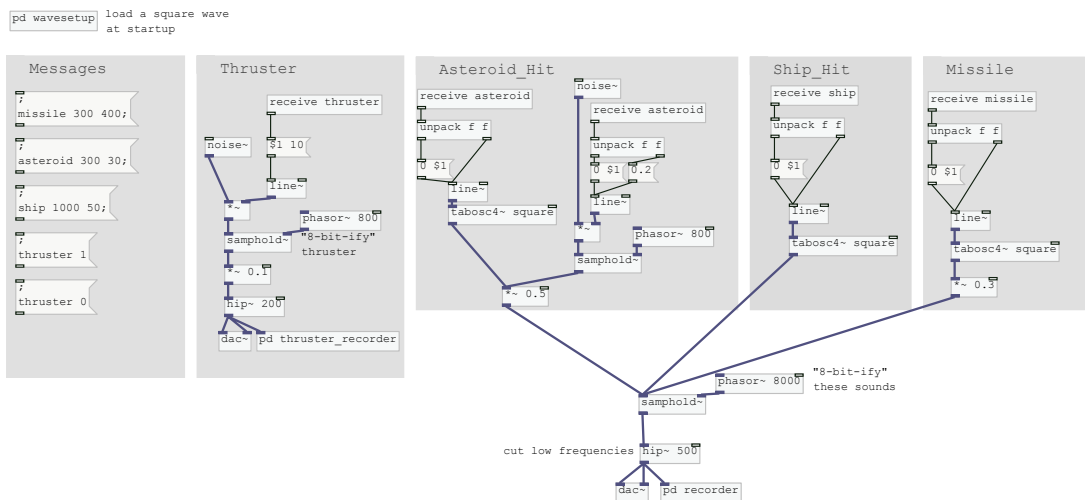 pd wavesetup
load a square wave
at startup
Messages
;
missile 300 400;
;
asteroid 300 30;
;
ship 1000 50;
;
thruster 1
;
thruster 0
Thruster
receive thruster
noise~
$1 10
line~
*~
phasor~ 800
samphold~
"8-bit-ify"
thruster
*~ 0.1
hip~ 200
dac~
pd thruster_recorder
Asteroid_Hit
receive asteroid
unpack f f
0 $1
line~
tabosc4~ square
noise~
receive asteroid
unpack f f
0 $1
0.2
line~
*~
phasor~ 800
samphold~
*~ 0.5
Ship_Hit
receive ship
unpack f f
0 $1
line~
tabosc4~ square
Missile
receive missile
unpack f f
0 $1
line~
tabosc4~ square
*~ 0.3
phasor~ 8000
"8-bit-ify"
these sounds
samphold~
cut low frequencies
hip~ 500
dac~
pd recorder